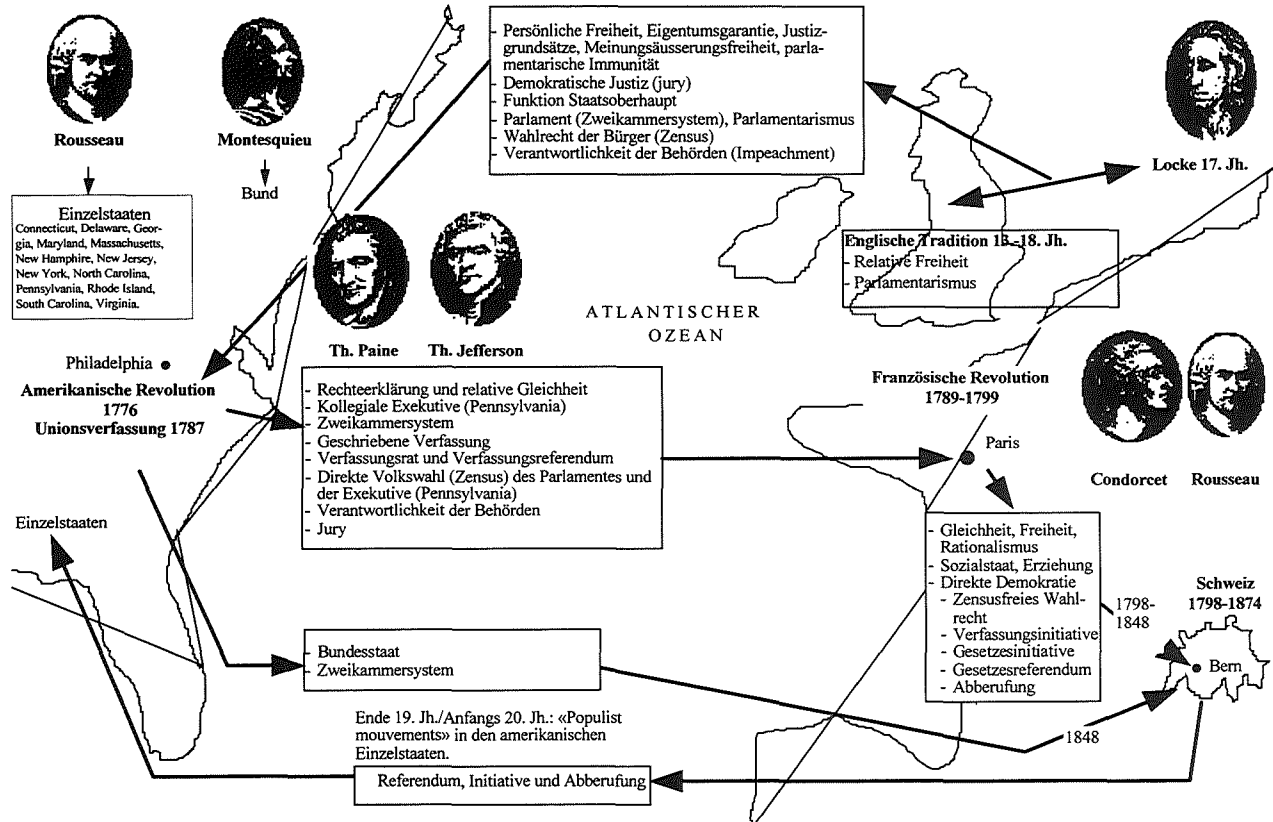 Rousseau
Montesquieu
Bund
Einzelstaaten
Connecticut, Delaware, Geor-
gia, Maryland, Massachusetts,
New Hamphire, New Jersey,
New York, North Carolina,
Pennsylvania, Rhode Island,
South Carolina, Virginia.
- Persönliche Freiheit, Eigentumsgarantie, Justiz-
grundsätze, Meinungsäusserungsfreiheit, parla-
mentarische Immunität
- Demokratische Justiz (jury)
- Funktion Staatsoberhaupt
- Parlament (Zweikammersystem), Parlamentarismus
- Wahlrecht der Bürger (Zensus)
- Verantwortlichkeit der Behörden (Impeachment)
Locke 17. Jh.
Englische Tradition 13.-18. Jh.
- Relative Freiheit
- Parlamentarismus
ATLANTISCHER
OZEAN
Th. Paine
Th. Jefferson
Philadelphia
Amerikanische Revolution
1776
Unionsverfassung 1787
- Rechteerklärung und relative Gleichheit
- Kollegiale Exekutive (Pennsylvania)
- Zweikammersystem
- Geschriebene Verfassung
- Verfassungsrat und Verfassungsreferendum
- Direkte Volkswahl (Zensus) des Parlamentes und
der Exekutive (Pennsylvania)
- Verantwortlichkeit der Behörden
- Jury
Französische Revolution
1789-1799
Paris
Condorcet
Rousseau
- Gleichheit, Freiheit,
Rationalismus
- Sozialstaat, Erziehung
- Direkte Demokratie
- Zensusfreies Wahl-
recht
- Verfassungsinitiative
- Gesetzesinitiative
- Gesetzesreferendum
- Abberufung
1798-
1848
Schweiz
1798-1874
Bern
Einzelstaaten
- Bundesstaat
- Zweikammersystem
1848
Ende 19. Jh./Anfangs 20. Jh.: «Populist
mouvements» in den amerikanischen
Einzelstaaten.
Referendum, Initiative und Abberufung